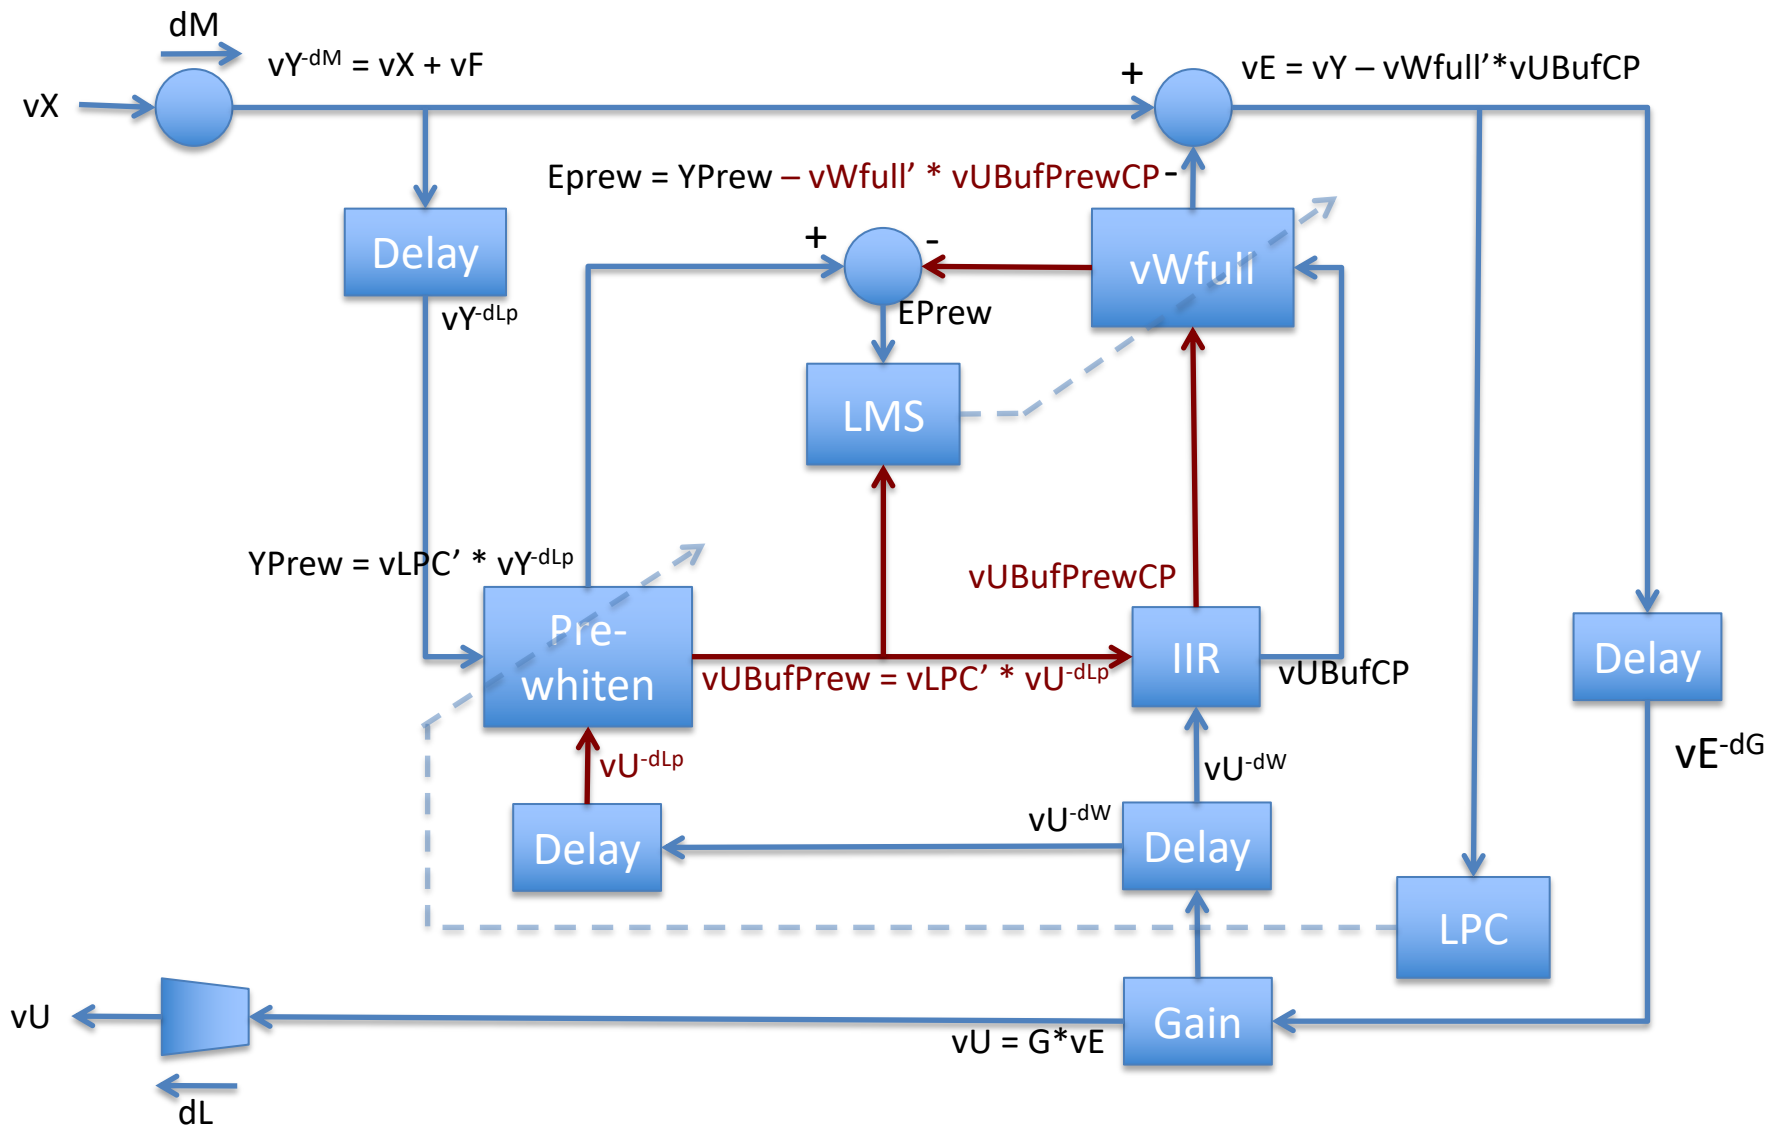 dM
vY-dM = vX + vF
+
vE = vY – vWfull’*vUBufCP
vX
Eprew = YPrew – vWfull’ * vUBufPrewCP
-
Delay
+
-
vWfull
vY-dLp
EPrew
LMS
YPrew = vLPC’ * vY-dLp
vUBufPrewCP
Pre-
whiten
IIR
Delay
vUBufPrew = vLPC’ * vU-dLp
vUBufCP
vU-dLp
vU-dW
vE-dG
vU-dW
Delay
Delay
LPC
vU
Gain
vU = G*vE
dL